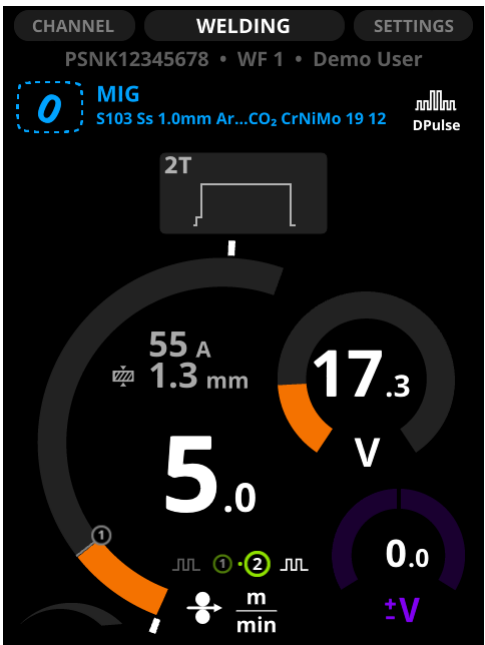 CHANNEL WELDING SETTINGS
PSNK12345678 • WF 1 • Demo User
0 MIG
S103 Ss 1.0mm Ar...CO₂ CrNiMo 19 12
DPulse
2T
55 A
1.3 mm
17.3
V
5.0
1
1 2
0.0
m
min
±V